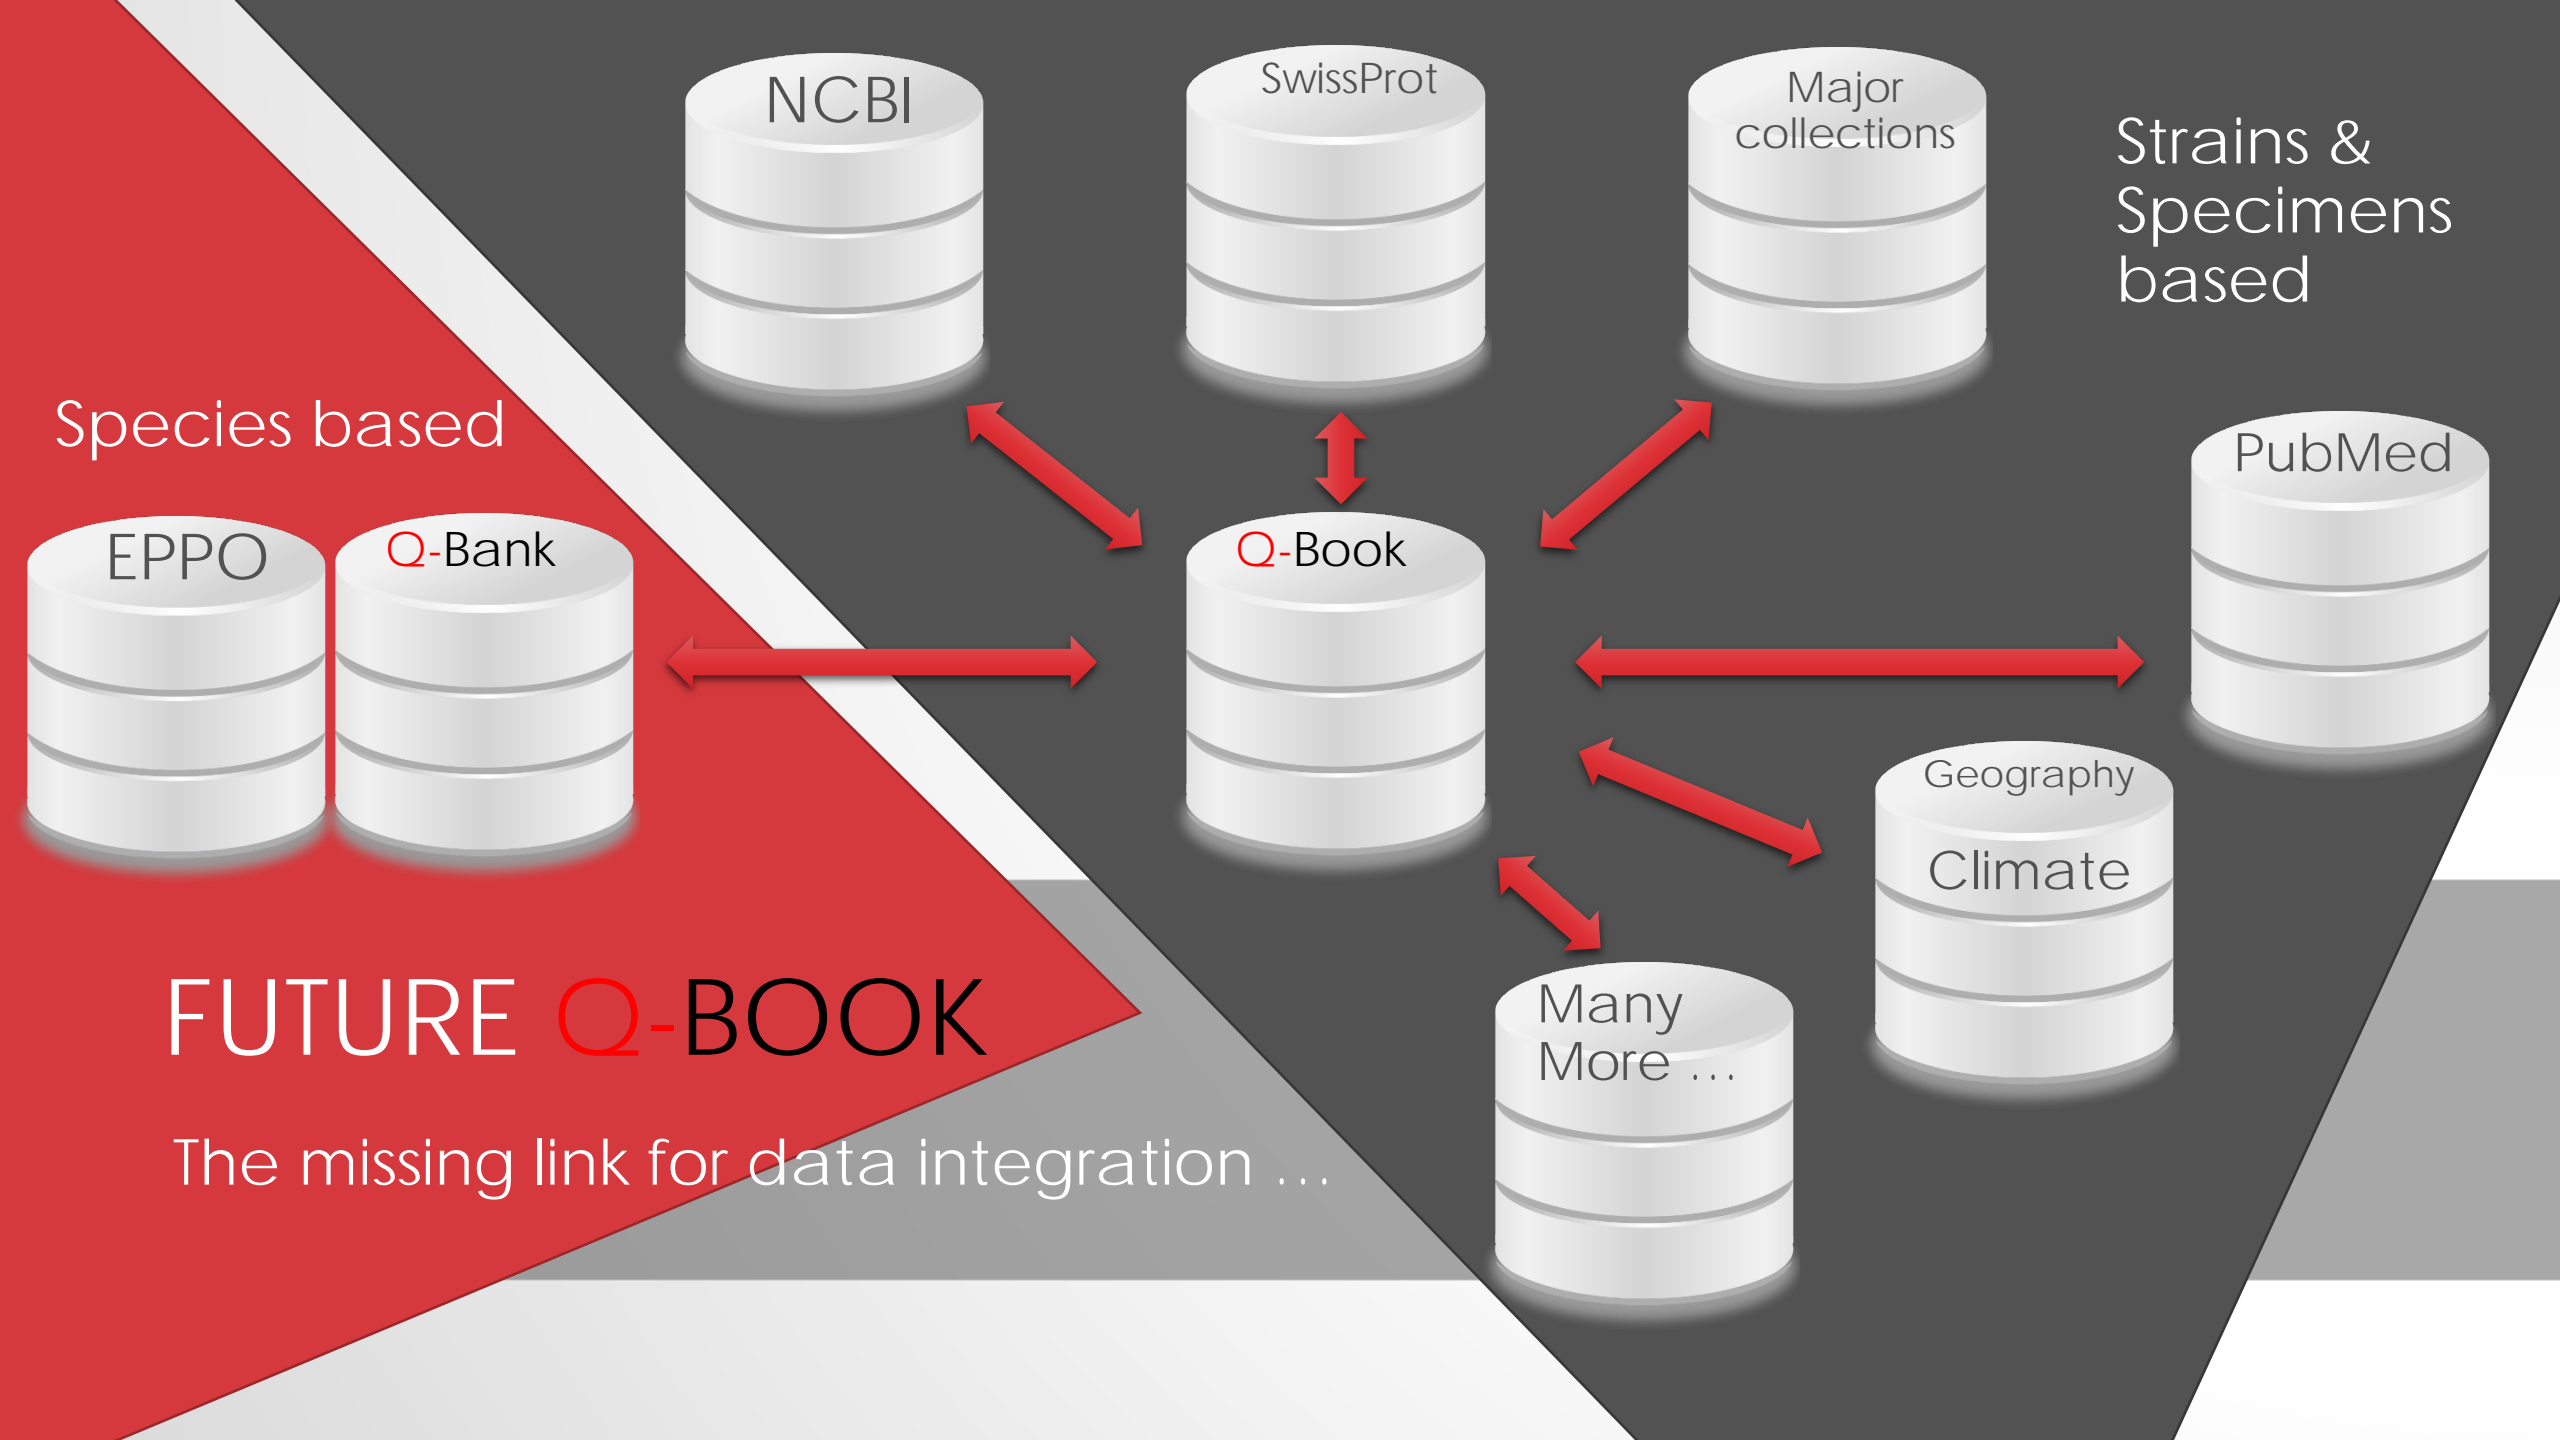 NCBI
SwissProt
Major
collections
Strains &
Specimens
based
Species based
PubMed
EPPO
Q-Bank
Q-Book
Geography
Climate
FUTURE Q-BOOK
Many
More …
The missing link for data integration …